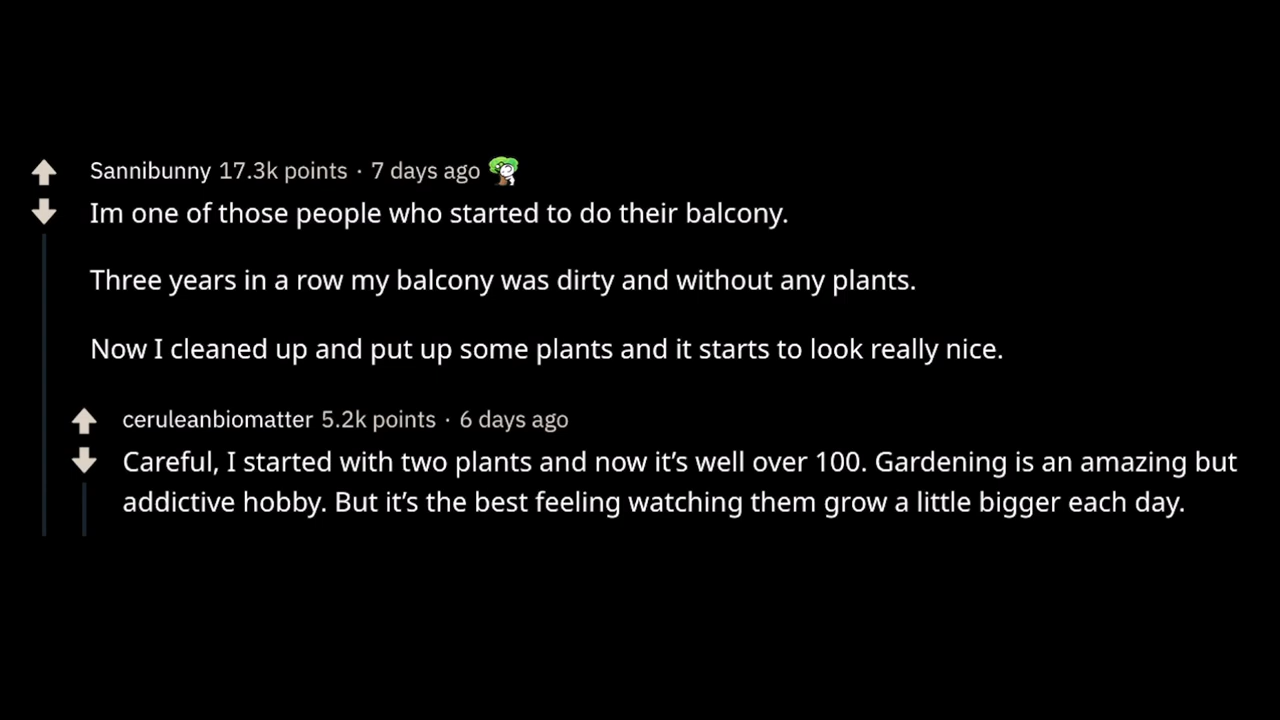 Sannibunny 17.3k points · 7 days ago
Im one of those people who started to do their balcony.
Three years in a row my balcony was dirty and without any plants.
Now I cleaned up and put up some plants and it starts to look really nice.
ceruleanbiomatter 5.2k points · 6 days ago
Careful, I started with two plants and now it’s well over 100. Gardening is an amazing but
addictive hobby. But it’s the best feeling watching them grow a little bigger each day.